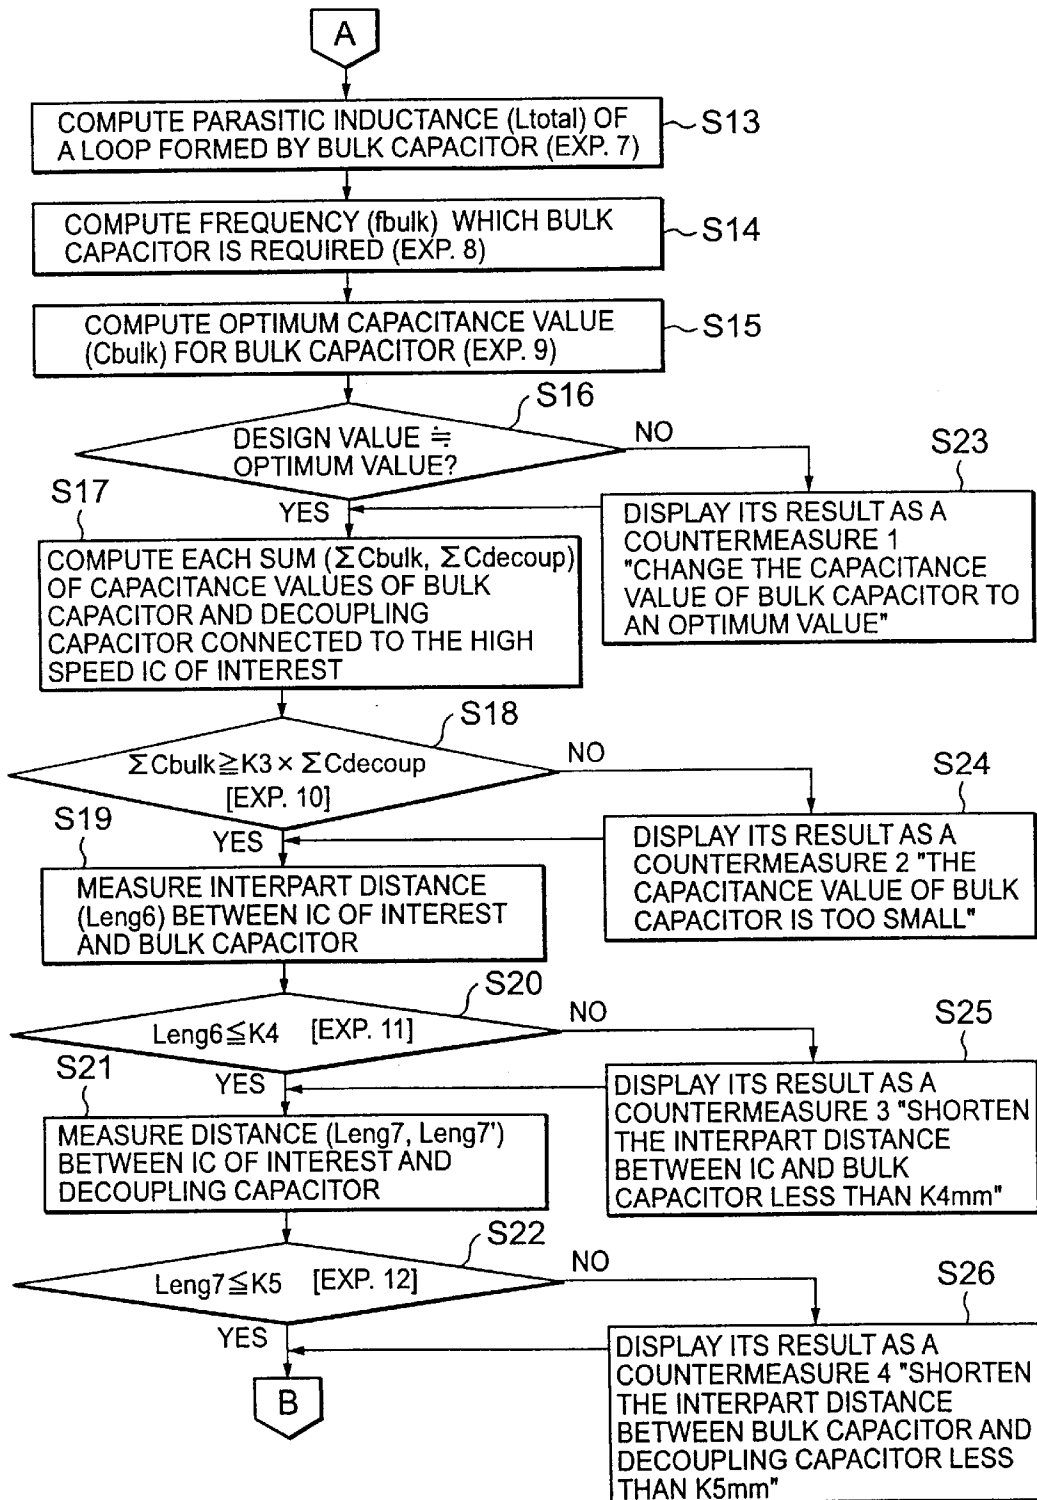 A
COMPUTE PARASITIC INDUCTANCE (Ltotal) OF
A LOOP FORMED BY BULK CAPACITOR (EXP. 7)
S13
COMPUTE FREQUENCY (fbulk) WHICH BULK
CAPACITOR IS REQUIRED (EXP. 8)
S14
COMPUTE OPTIMUM CAPACITANCE VALUE
(Cbulk) FOR BULK CAPACITOR (EXP. 9)
S15
S16
DESIGN VALUE ≒
OPTIMUM VALUE?
NO
YES
S23
DISPLAY ITS RESULT AS A
COUNTERMEASURE 1
"CHANGE THE CAPACITANCE
VALUE OF BULK CAPACITOR TO
AN OPTIMUM VALUE"
S17
COMPUTE EACH SUM (ΣCbulk, ΣCdecoup)
OF CAPACITANCE VALUES OF BULK
CAPACITOR AND DECOUPLING
CAPACITOR CONNECTED TO THE HIGH
SPEED IC OF INTEREST
S18
ΣCbulk≧K3 × ΣCdecoup
[EXP. 10]
NO
YES
S24
DISPLAY ITS RESULT AS A
COUNTERMEASURE 2 "THE
CAPACITANCE VALUE OF BULK
CAPACITOR IS TOO SMALL"
S19
MEASURE INTERPART DISTANCE
(Leng6) BETWEEN IC OF INTEREST
AND BULK CAPACITOR
S20
Leng6≦K4 [EXP. 11]
NO
YES
S25
DISPLAY ITS RESULT AS A
COUNTERMEASURE 3 "SHORTEN
THE INTERPART DISTANCE
BETWEEN IC AND BULK
CAPACITOR LESS THAN K4mm"
S21
MEASURE DISTANCE (Leng7, Leng7')
BETWEEN IC OF INTEREST AND
DECOUPLING CAPACITOR
S22
Leng7≦K5 [EXP. 12]
NO
YES
S26
DISPLAY ITS RESULT AS A
COUNTERMEASURE 4 "SHORTEN
THE INTERPART DISTANCE
BETWEEN BULK CAPACITOR AND
DECOUPLING CAPACITOR LESS
THAN K5mm"
B